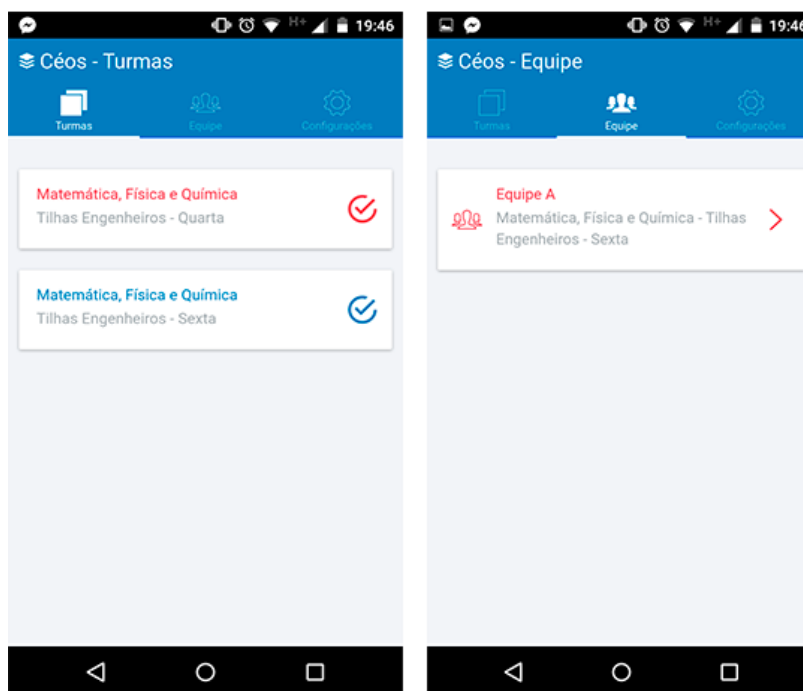 H+ 19:46
Céos - Turmas
Turmas Equipe Configurações
Matemática, Física e Química
Tilhas Engenheiros - Quarta
Matemática, Física e Química
Tilhas Engenheiros - Sexta
H+ 19:46
Céos - Equipe
Turmas Equipe Configurações
Equipe A
Matemática, Física e Química - Tilhas
Engenheiros - Sexta